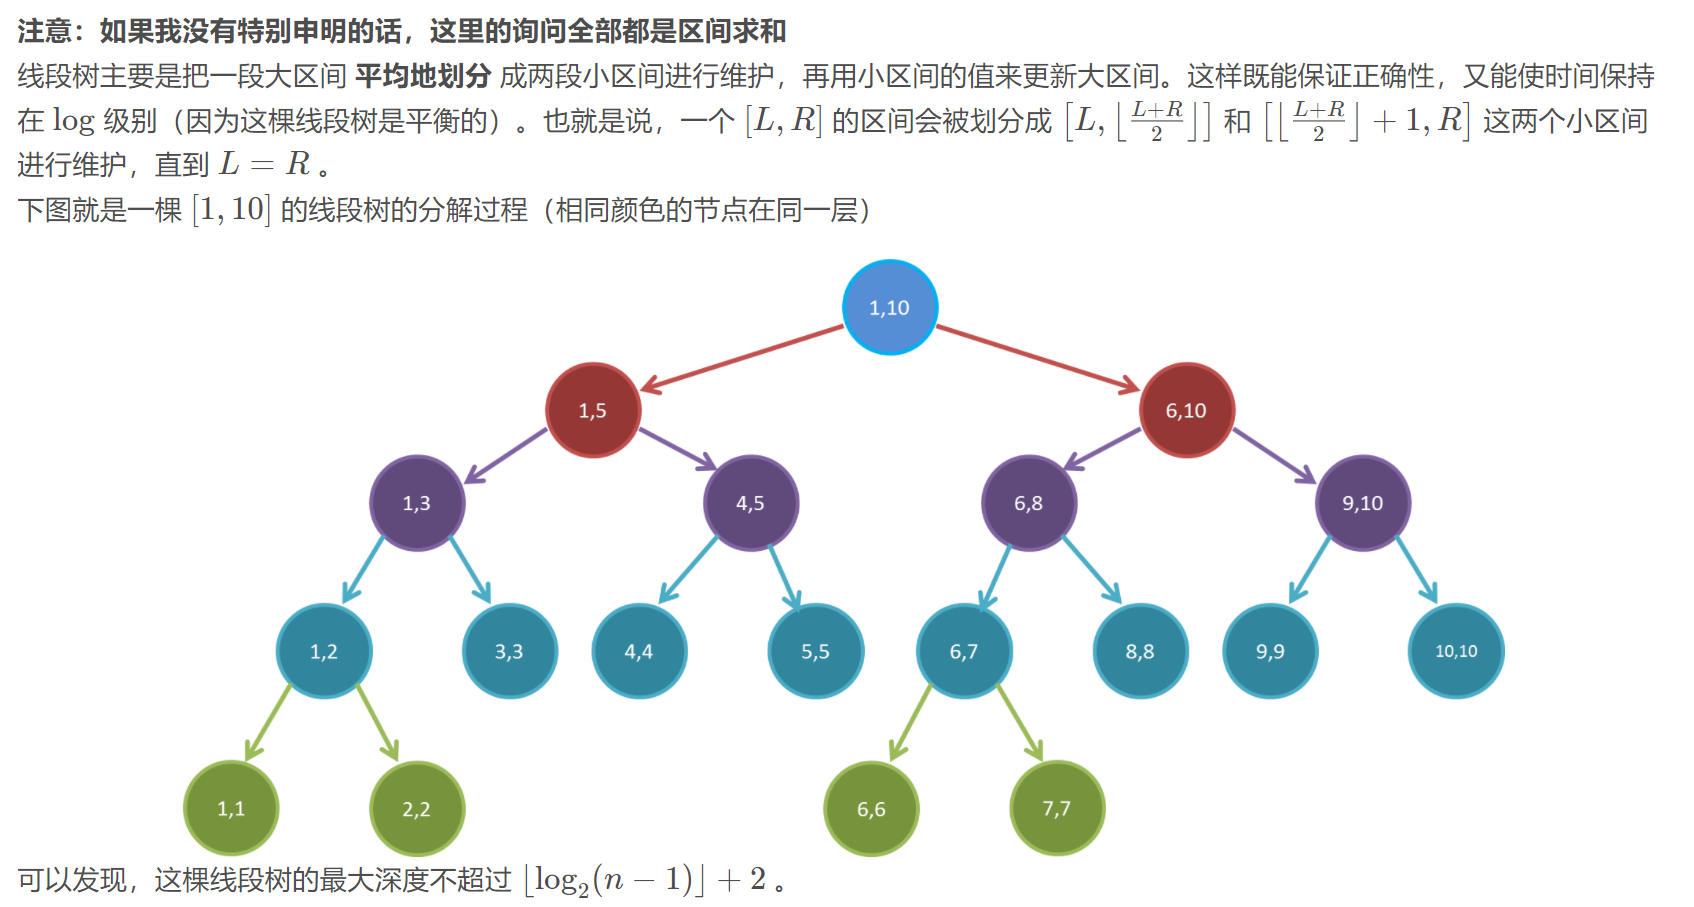 注意：如果我没有特别申明的话，这里的询问全部都是区间求和
线段树主要是把一段大区间 平均地划分 成两段小区间进行维护，再用小区间的值来更新大区间。这样既能保证正确性，又能使时间保持
在 log 级别（因为这棵线段树是平衡的）。也就是说，一个 [L, R] 的区间会被划分成 [L, ⌊(L+R)/2⌋] 和 [⌊(L+R)/2⌋ + 1, R] 这两个小区间
进行维护，直到 L = R 。
下图就是一棵 [1, 10] 的线段树的分解过程（相同颜色的节点在同一层）
1,10
1,5 6,10
1,3 4,5 6,8 9,10
1,2 3,3 4,4 5,5 6,7 8,8 9,9 10,10
1,1 2,2 6,6 7,7
可以发现，这棵线段树的最大深度不超过 ⌊log₂(n − 1)⌋ + 2 。